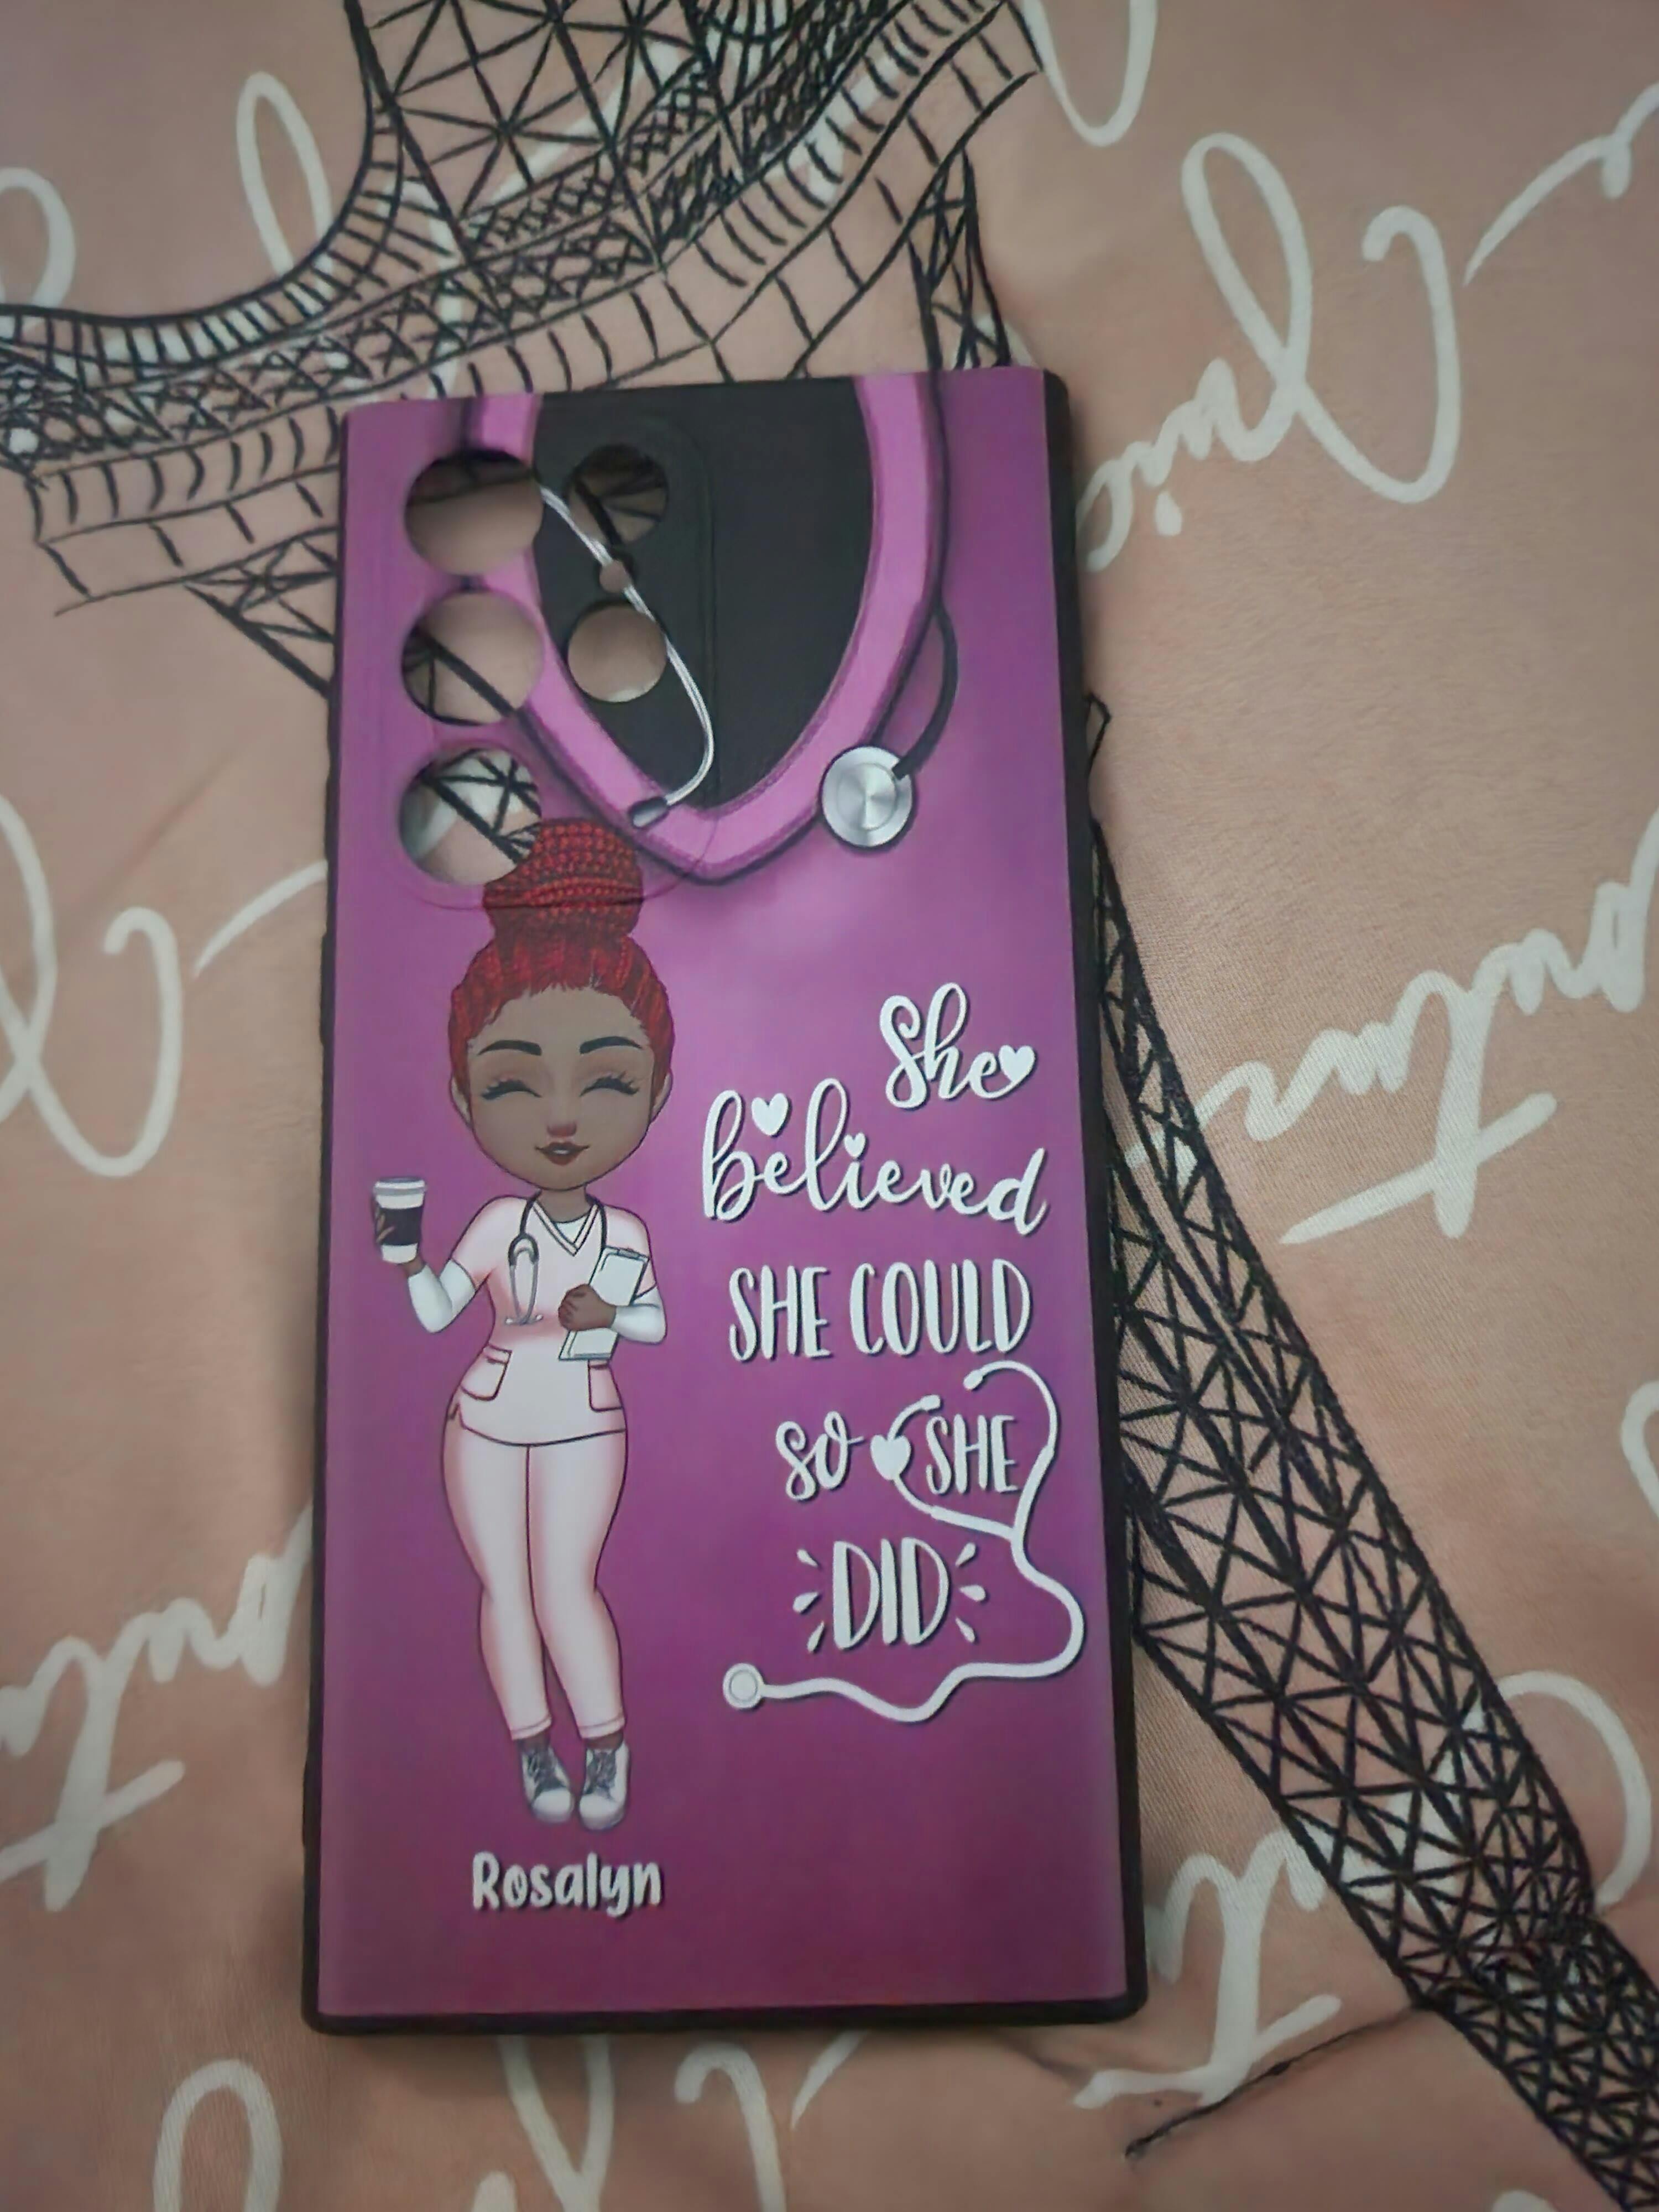 She
believed
SHE COULD
so SHE
DID
Rosalyn